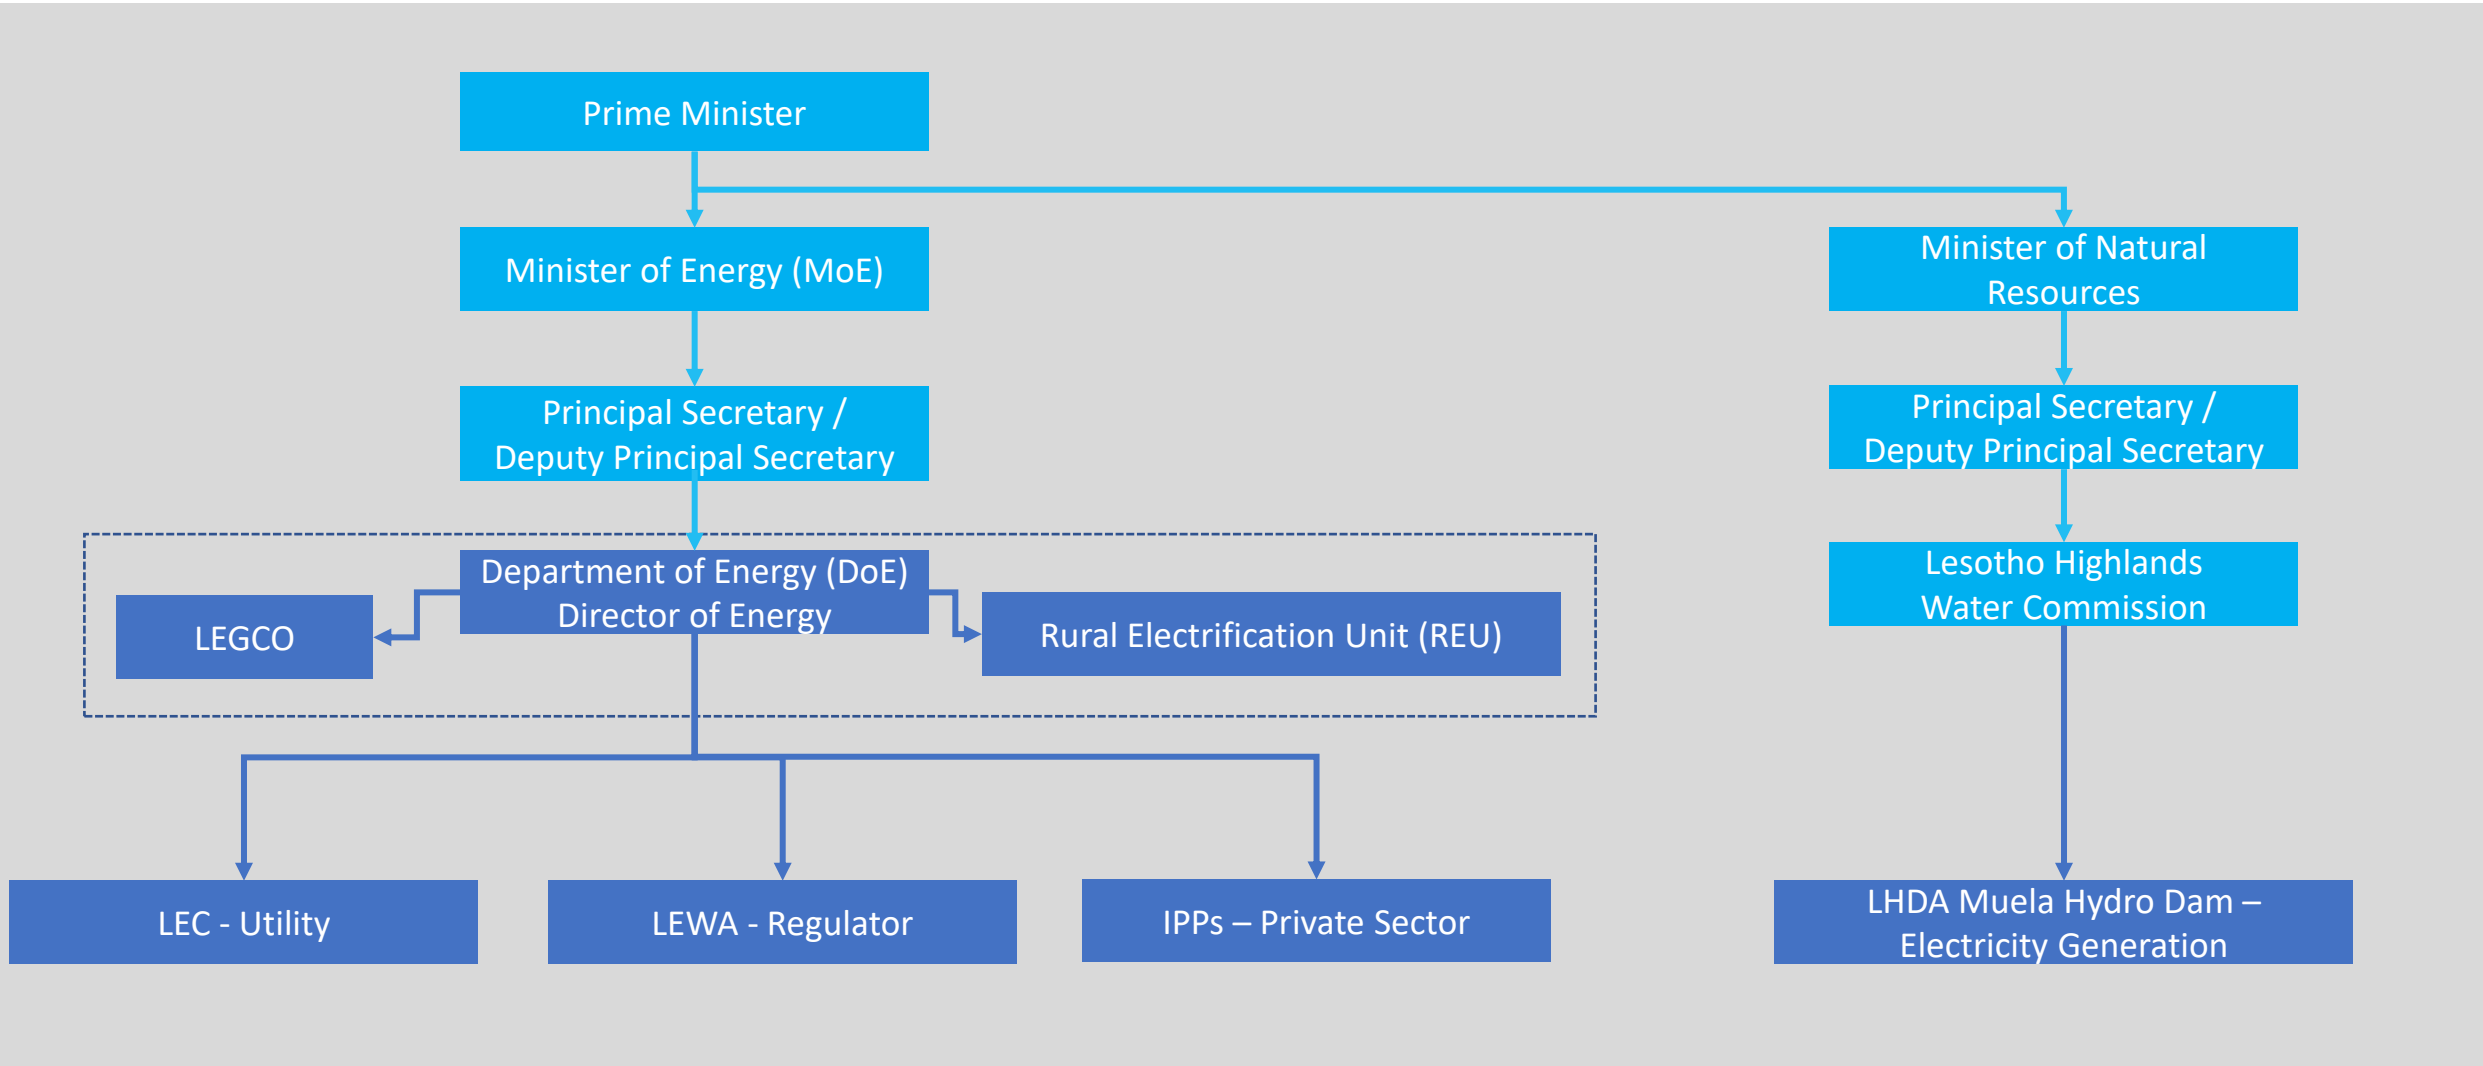 Prime Minister
Minister of Energy (MoE)
Minister of Natural
Resources
Principal Secretary /
Deputy Principal Secretary
Principal Secretary /
Deputy Principal Secretary
Department of Energy (DoE)
Director of Energy
LEGCO
Rural Electrification Unit (REU)
Lesotho Highlands
Water Commission
LEC - Utility
LEWA - Regulator
IPPs – Private Sector
LHDA Muela Hydro Dam –
Electricity Generation